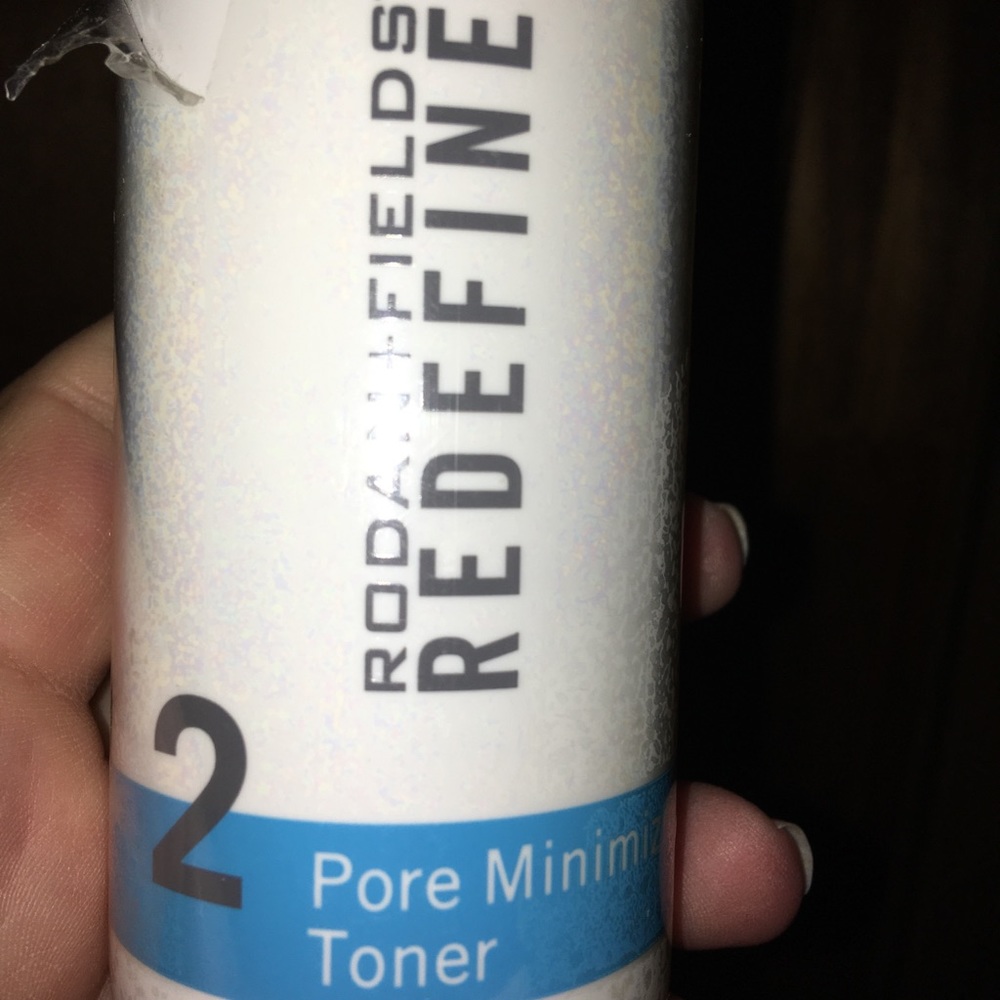 RODAN+FIELDS
REDEFINE
2
Pore Minimiz
Toner